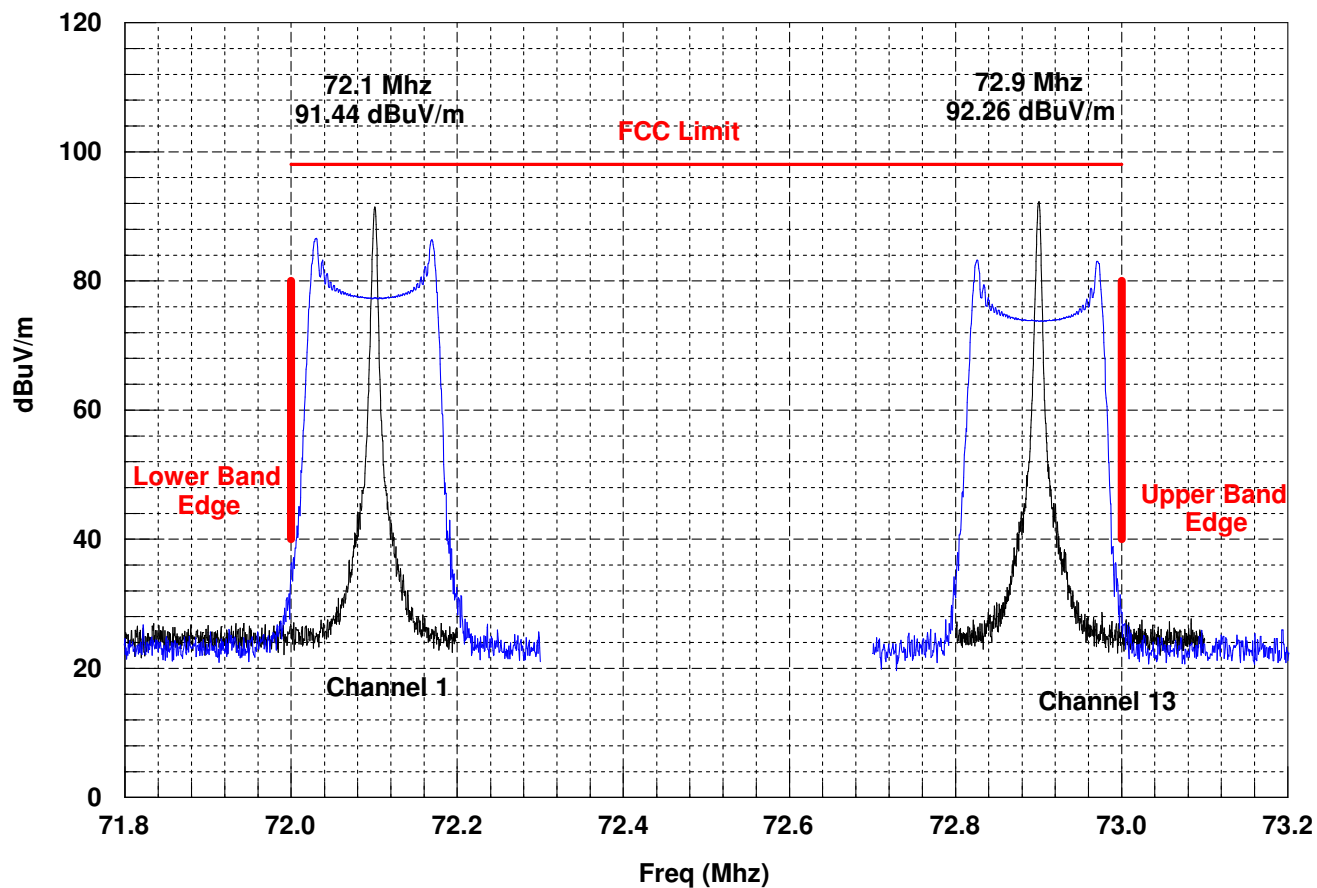 120
100
80
60
40
20
0
dBuV/m
72.1 Mhz
91.44 dBuV/m
72.9 Mhz
92.26 dBuV/m
FCC Limit
Lower Band
Edge
Upper Band
Edge
Channel 1
Channel 13
71.8 72.0 72.2 72.4 72.6 72.8 73.0 73.2
Freq (Mhz)